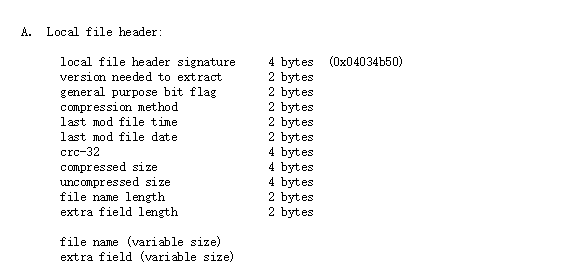 A. Local file header:
local file header signature 4 bytes (0x04034b50)
version needed to extract 2 bytes
general purpose bit flag 2 bytes
compression method 2 bytes
last mod file time 2 bytes
last mod file date 2 bytes
crc-32 4 bytes
compressed size 4 bytes
uncompressed size 4 bytes
file name length 2 bytes
extra field length 2 bytes
file name (variable size)
extra field (variable size)